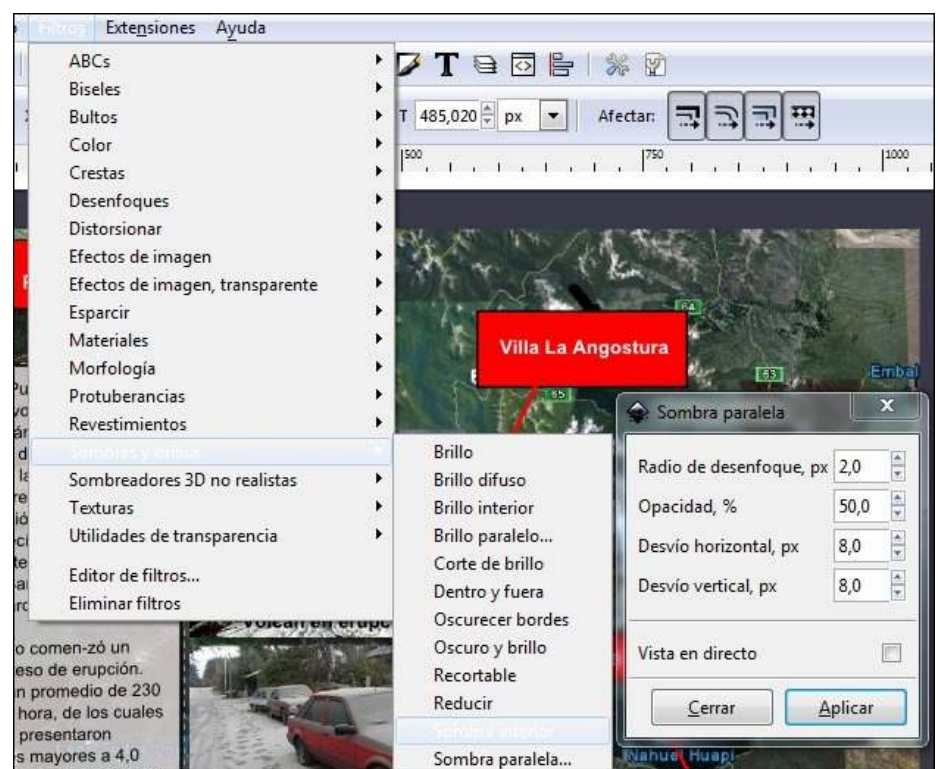 Filtros Extensiones Ayuda
T 485,020 px Afectar:
500 750 1000
ABCs
Biseles
Bultos
Color
Crestas
Desenfoques
Distorsionar
Efectos de imagen
Efectos de imagen, transparente
Esparcir
Materiales
Morfología
Protuberancias
Revestimientos
Sombras y brillos
Sombreadores 3D no realistas
Texturas
Utilidades de transparencia
Editor de filtros...
Eliminar filtros
Brillo
Brillo difuso
Brillo interior
Brillo paralelo...
Corte de brillo
Dentro y fuera
Oscurecer bordes
Oscuro y brillo
Recortable
Reducir
Sombra interior
Sombra paralela...
64
Villa La Angostura
63
65
Sombra paralela
X
Radio de desenfoque, px 2,0
Opacidad, % 50,0
Desvío horizontal, px 8,0
Desvío vertical, px 8,0
Vista en directo
Cerrar Aplicar
o comen-zó un
eso de erupción.
n promedio de 230
hora, de los cuales
presentaron
s mayores a 4,0
Nahuel Huapi